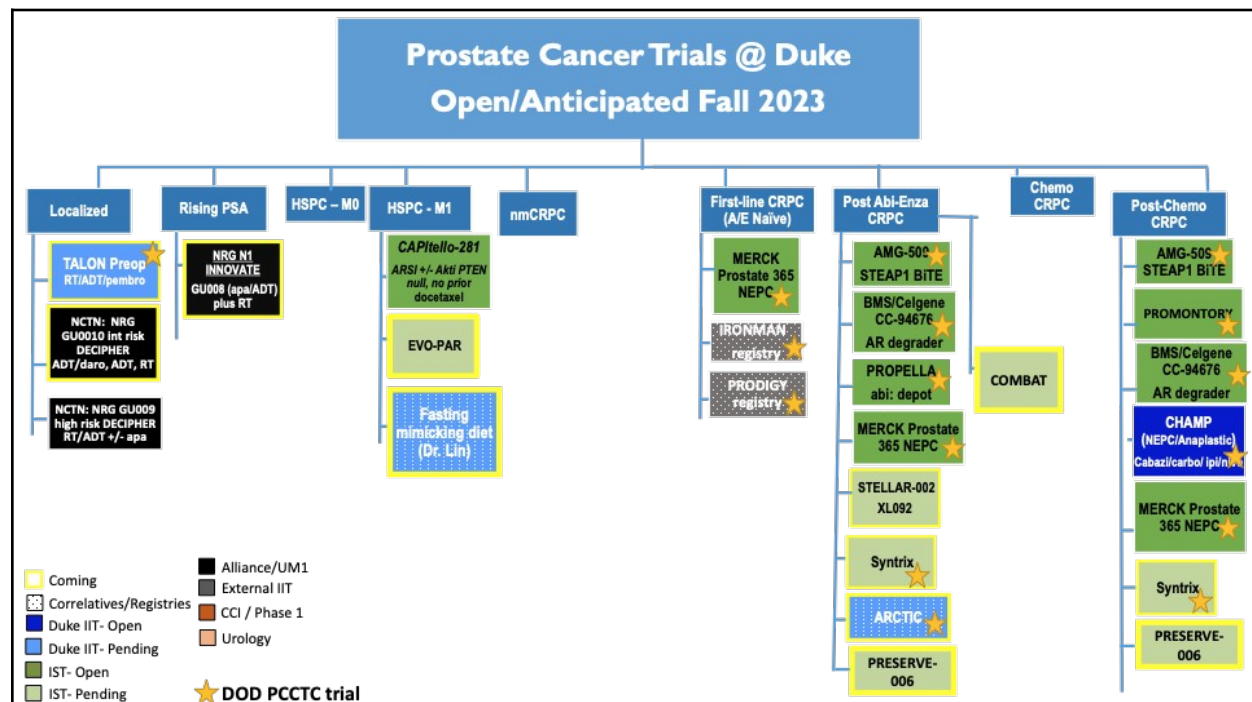 Prostate Cancer Trials @ Duke
Open/Anticipated Fall 2023
Localized
TALON Preop
RT/ADT/pembro
NCTN: NRG
GU0010 int risk
DECIPHER
ADT/daro, ADT, RT
NCTN: NRG GU009
high risk DECIPHER
RT/ADT +/- apa
Rising PSA
NRG N1
INNOVATE
GU008 (apa/ADT)
plus RT
HSPC – M0
HSPC - M1
CAPItello-281
ARSI +/- Akti PTEN
null, no prior
docetaxel
EVO-PAR
Fasting
mimicking diet
(Dr. Lin)
nmCRPC
First-line CRPC
(A/E Naïve)
MERCK
Prostate 365
NEPC
IRONMAN
registry
PRODIGY
registry
Post Abi-Enza
CRPC
AMG-509
STEAP1 BiTE
BMS/Celgene
CC-94676
AR degrader
PROPELLA
abi: depot
MERCK Prostate
365 NEPC
STELLAR-002
XL092
Syntrix
ARCTIC
PRESERVE-
006
COMBAT
Chemo
CRPC
Post-Chemo
CRPC
AMG-509
STEAP1 BiTE
PROMONTORY
BMS/Celgene
CC-94676
AR degrader
CHAMP
(NEPC/Anaplastic)
Cabazi/carbo/ ipi/
MERCK Prostate
365 NEPC
Syntrix
PRESERVE-
006
Coming
Correlatives/Registries
Duke IIT- Open
Duke IIT- Pending
IST- Open
IST- Pending
Alliance/UM1
External IIT
CCI / Phase 1
Urology
DOD PCCTC trial